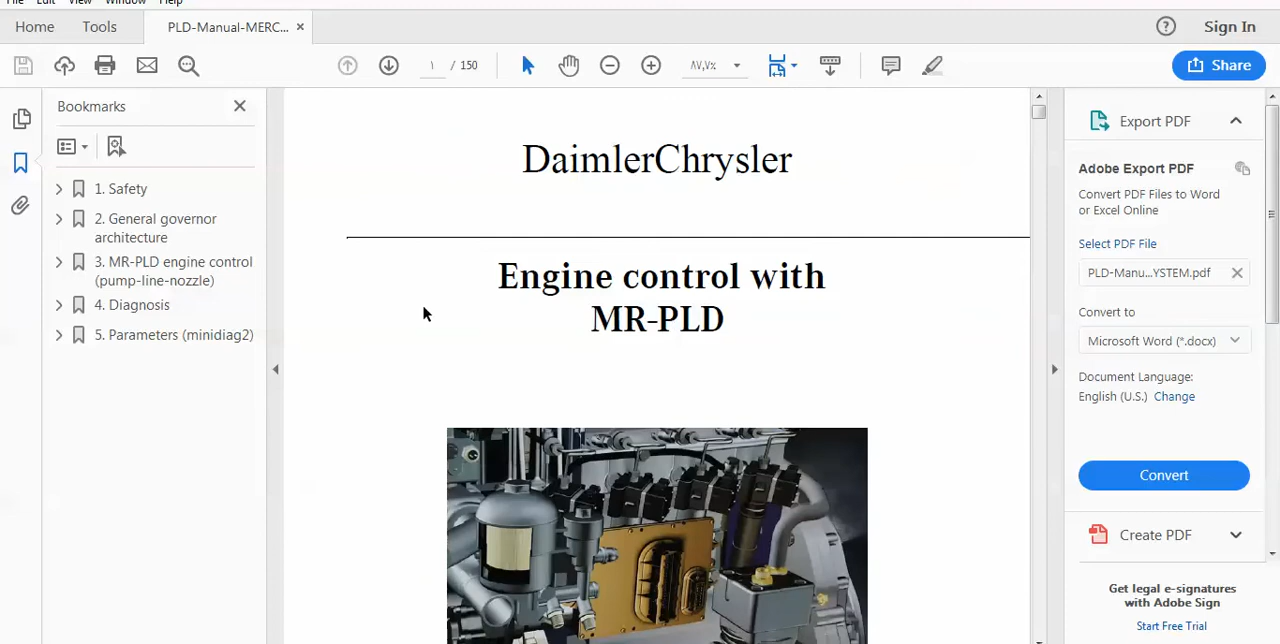 File Edit View Window Help
Home Tools PLD-Manual-MERC... × Sign In
١ / 150 ٨٧,٧% Share
Bookmarks
1. Safety
2. General governor
architecture
3. MR-PLD engine control
(pump-line-nozzle)
4. Diagnosis
5. Parameters (minidiag2)
DaimlerChrysler
Engine control with
MR-PLD
Export PDF
Adobe Export PDF
Convert PDF Files to Word
or Excel Online
Select PDF File
PLD-Manu...YSTEM.pdf
Convert to
Microsoft Word (*.docx)
Document Language:
English (U.S.) Change
Convert
Create PDF
Get legal e-signatures
with Adobe Sign
Start Free Trial